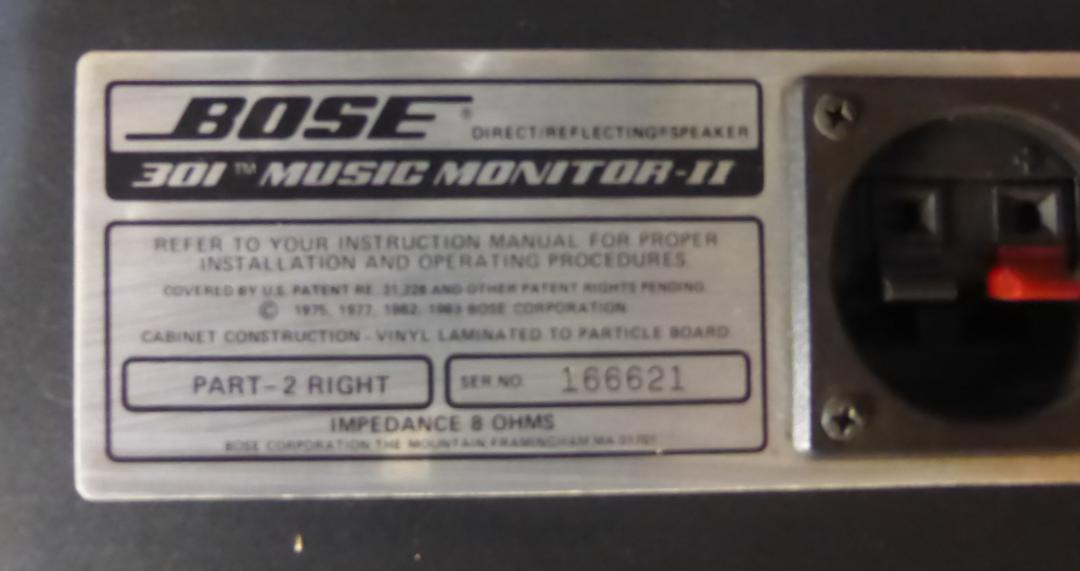 BOSE®
DIRECT/REFLECTING® SPEAKER
301™ MUSIC MONITOR-II
REFER TO YOUR INSTRUCTION MANUAL FOR PROPER
INSTALLATION AND OPERATING PROCEDURES.
COVERED BY U.S. PATENT RE. 31,228 AND OTHER PATENT RIGHTS PENDING.
© 1975, 1977, 1982, 1983 BOSE CORPORATION
CABINET CONSTRUCTION - VINYL LAMINATED TO PARTICLE BOARD
PART-2 RIGHT
SER.NO. 166621
IMPEDANCE 8 OHMS
BOSE CORPORATION THE MOUNTAIN FRAMINGHAM MA 01701